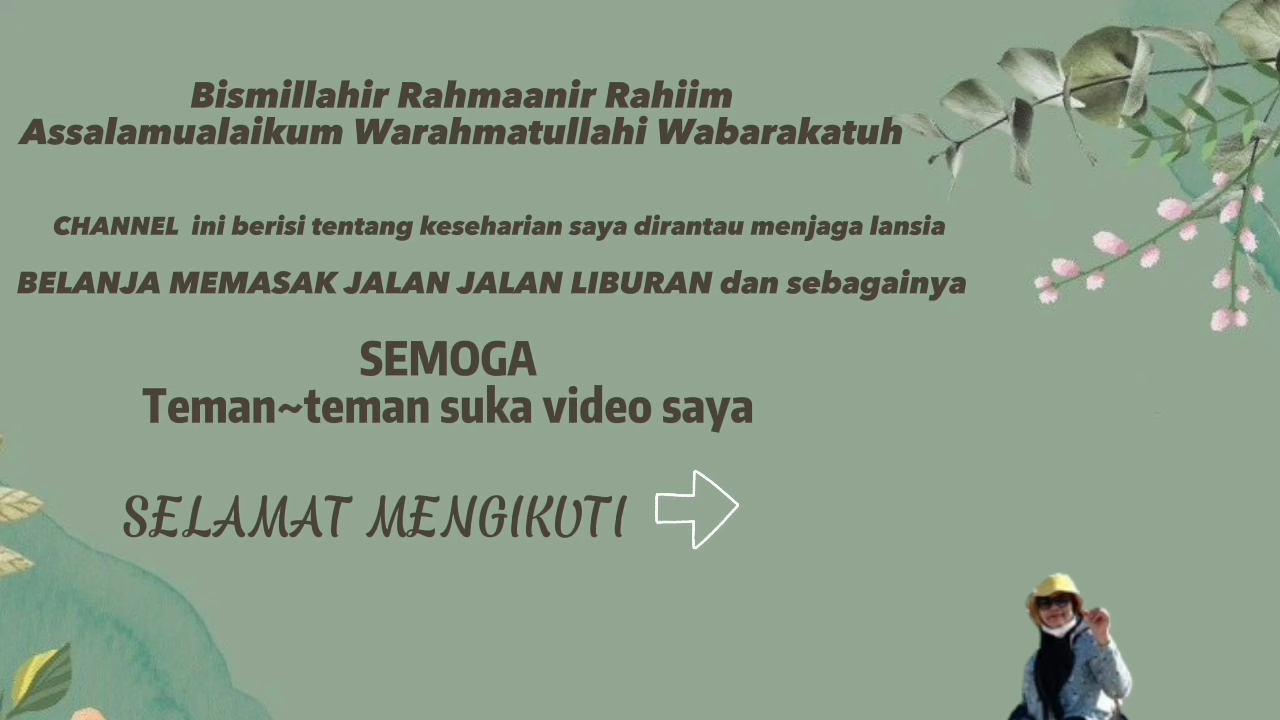 Bismillahir Rahmaanir Rahiim
Assalamualaikum Warahmatullahi Wabarakatuh
CHANNEL ini berisi tentang keseharian saya dirantau menjaga lansia
BELANJA MEMASAK JALAN JALAN LIBURAN dan sebagainya
SEMOGA
Teman~teman suka video saya
SELAMAT MENGIKUTI